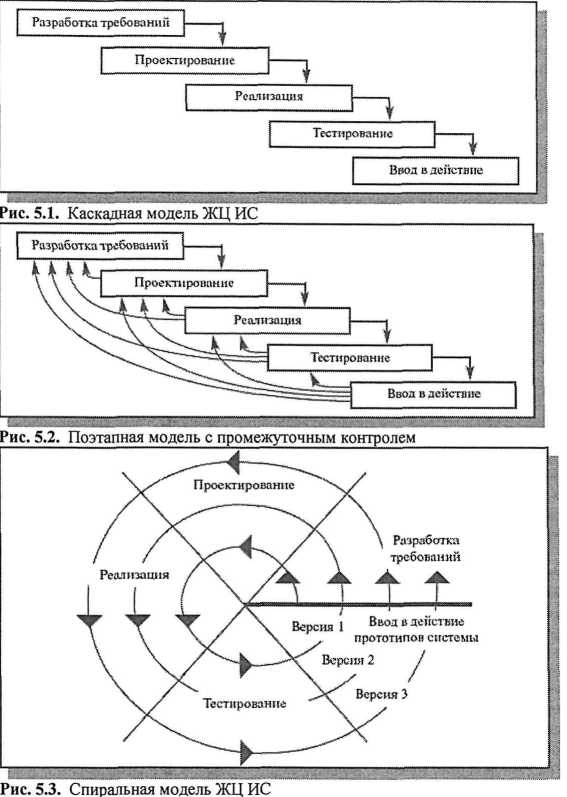 Разработка требований
Проектирование
Реализация
Тестирование
Ввод в действие
Рис. 5.1. Каскадная модель ЖЦ ИС
Разработка требований
Проектирование
Реализация
Тестирование
Ввод в действие
Рис. 5.2. Поэтапная модель с промежуточным контролем
Проектирование
Разработка
требований
Реализация
Версия 1
Ввод в действие
прототипов системы
Версия 2
Версия 3
Тестирование
Рис. 5.3. Спиральная модель ЖЦ ИС